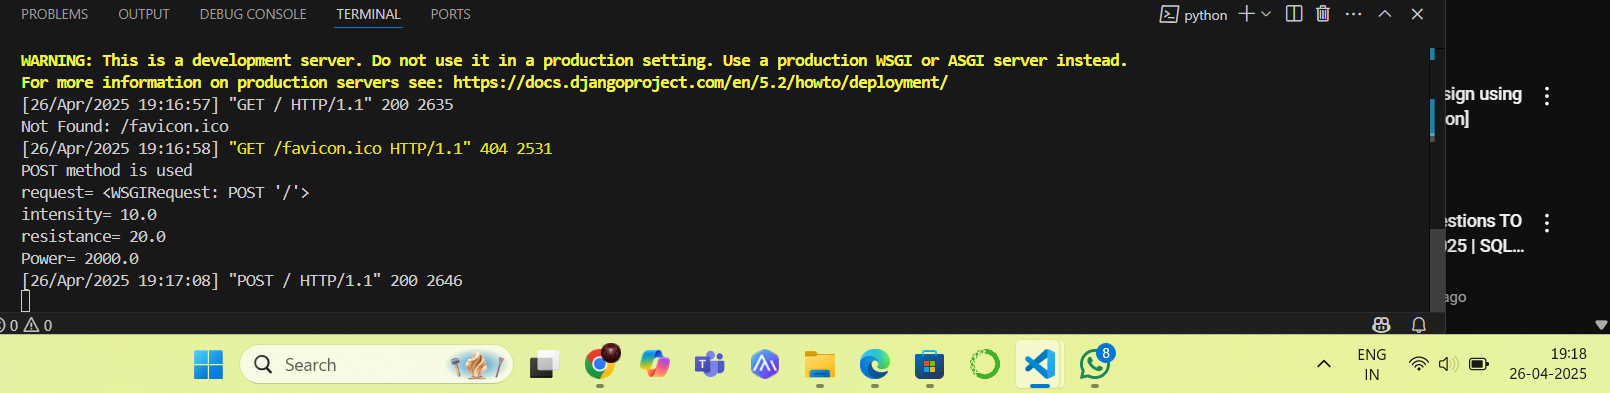 PROBLEMS OUTPUT DEBUG CONSOLE TERMINAL PORTS python
WARNING: This is a development server. Do not use it in a production setting. Use a production WSGI or ASGI server instead.
For more information on production servers see: https://docs.djangoproject.com/en/5.2/howto/deployment/
[26/Apr/2025 19:16:57] "GET / HTTP/1.1" 200 2635
Not Found: /favicon.ico
[26/Apr/2025 19:16:58] "GET /favicon.ico HTTP/1.1" 404 2531
POST method is used
request= <WSGIRequest: POST '/'>
intensity= 10.0
resistance= 20.0
Power= 2000.0
[26/Apr/2025 19:17:08] "POST / HTTP/1.1" 200 2646
0 0
sign using
on]
estions TO
025 | SQL...
ago
Search
8
ENG
IN
19:18
26-04-2025